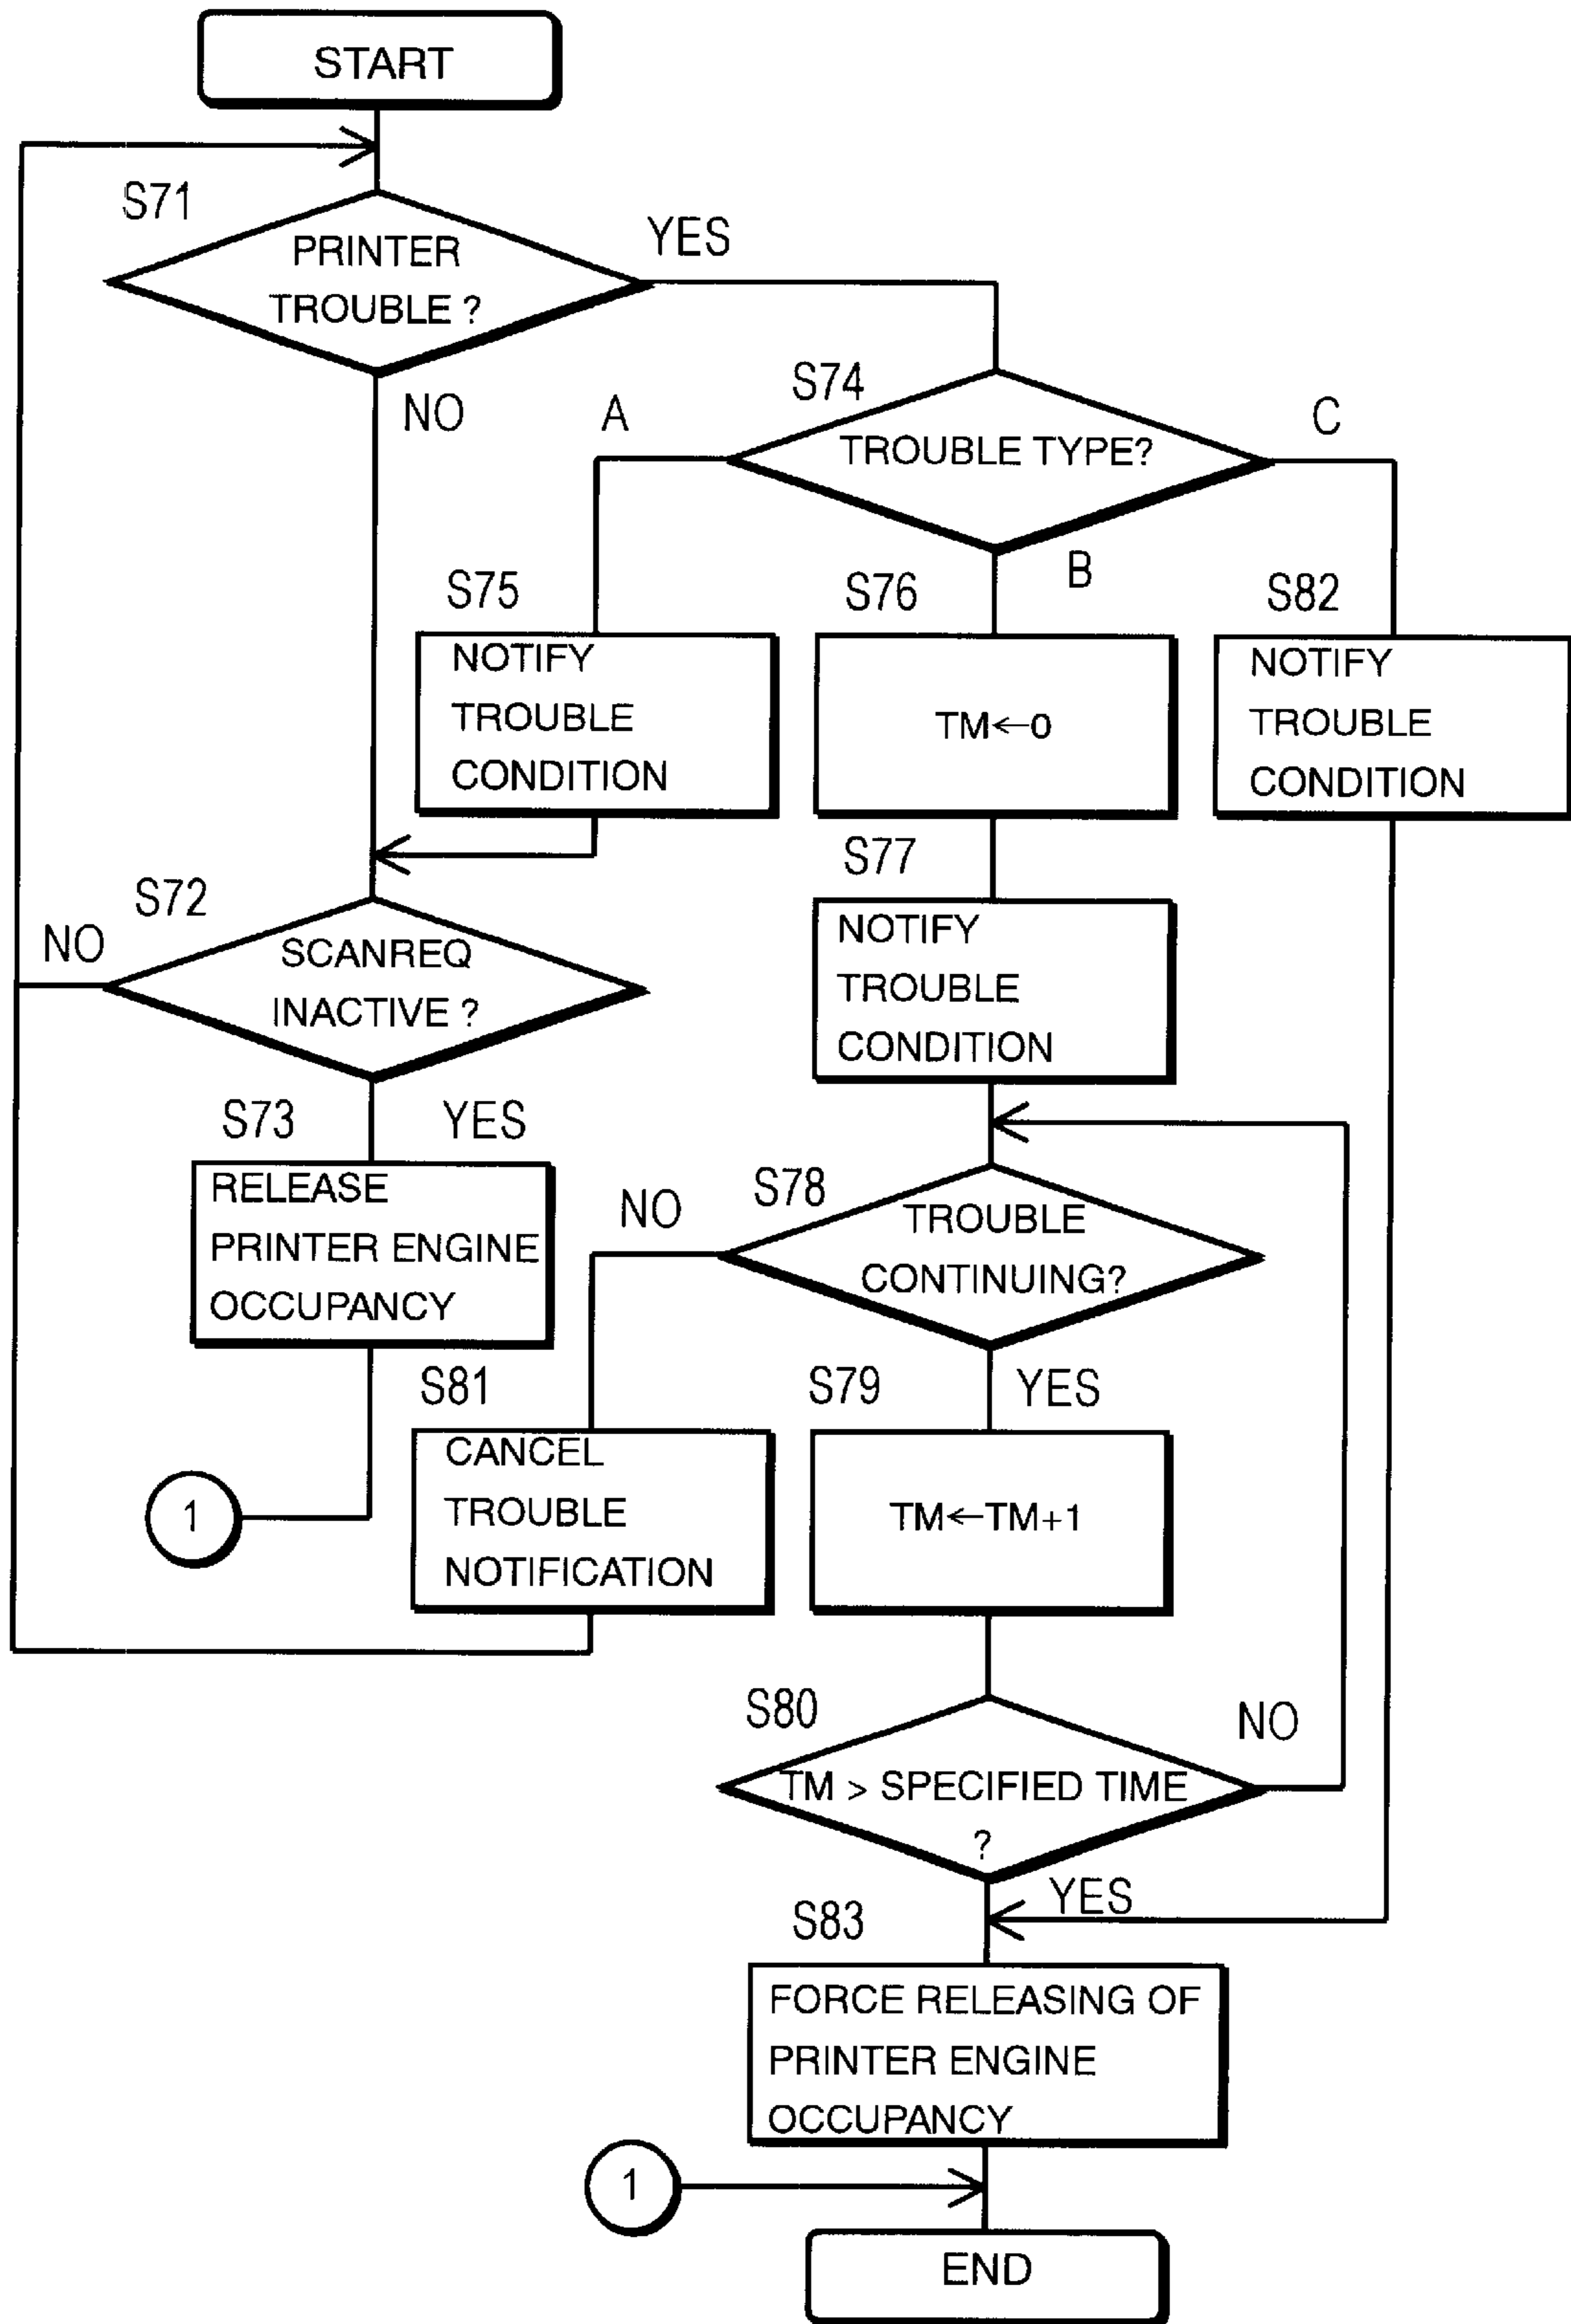 START
S71
PRINTER
TROUBLE ?
YES
NO
S74
TROUBLE TYPE?
A
B
C
S75
NOTIFY
TROUBLE
CONDITION
S76
TM←0
S82
NOTIFY
TROUBLE
CONDITION
S77
NOTIFY
TROUBLE
CONDITION
S72
SCANREQ
INACTIVE ?
NO
YES
S73
RELEASE
PRINTER ENGINE
OCCUPANCY
1
S78
TROUBLE
CONTINUING?
NO
YES
S81
CANCEL
TROUBLE
NOTIFICATION
S79
TM←TM+1
S80
TM > SPECIFIED TIME
?
NO
YES
S83
FORCE RELEASING OF
PRINTER ENGINE
OCCUPANCY
1
END